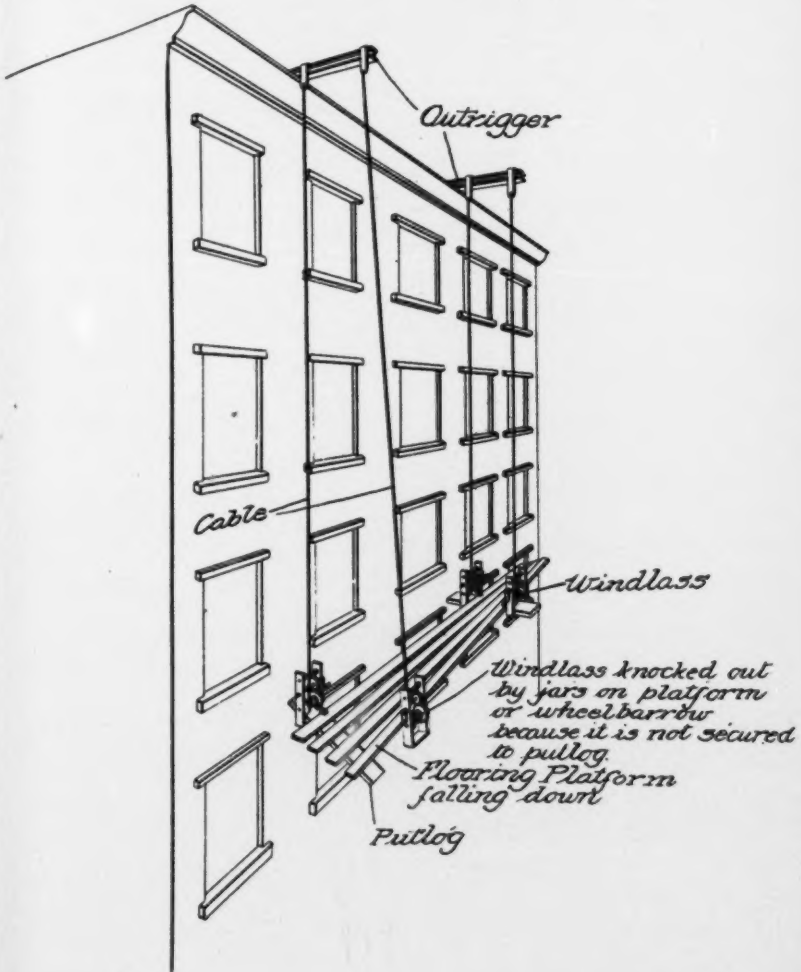 Outrigger
Cable
Windlass
Windlass knocked out
by jars on platform
or wheelbarrow
because it is not secured
to putlog.
Flooring Platform
falling down
Putlog